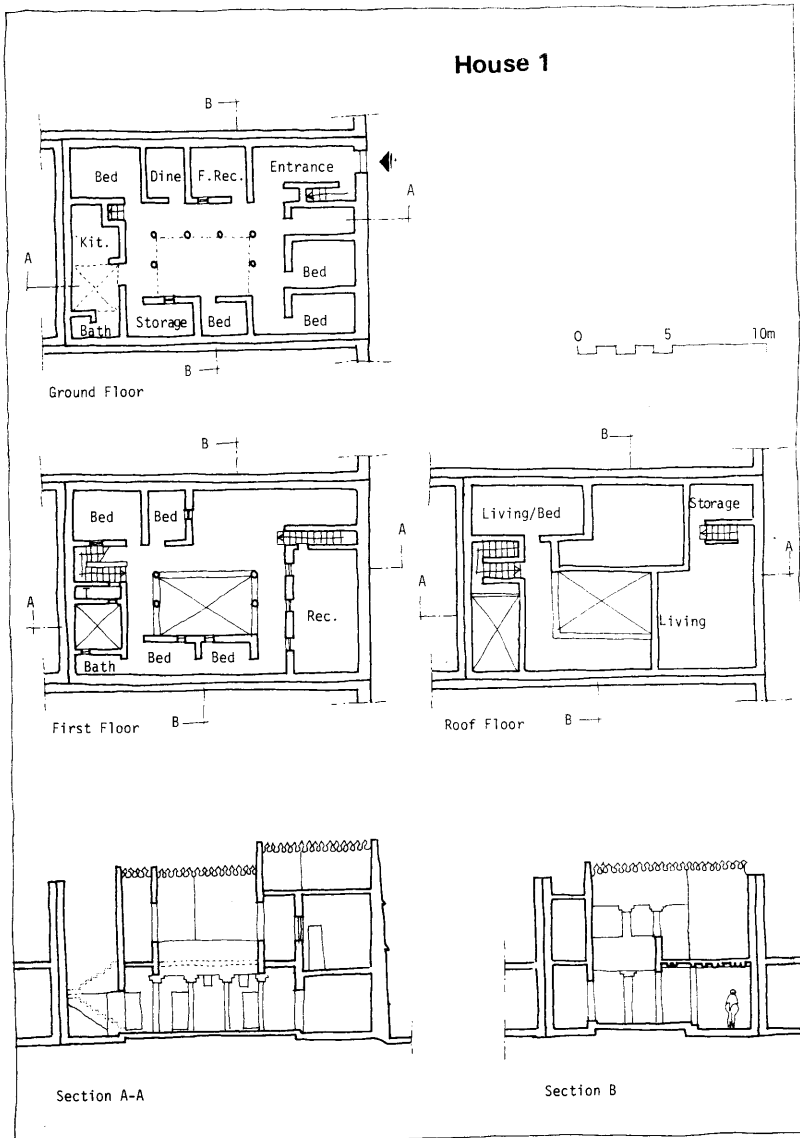 House 1
B
Bed Dine F.Rec. Entrance
A
Kit.
A
Bed
Bath Storage Bed Bed
B
Ground Floor
0 5 10m
B
Bed Bed
A
A
Rec.
Bath Bed Bed
First Floor
B
B
Living/Bed Storage
A
A
Living
Roof Floor
B
Section A-A
Section B